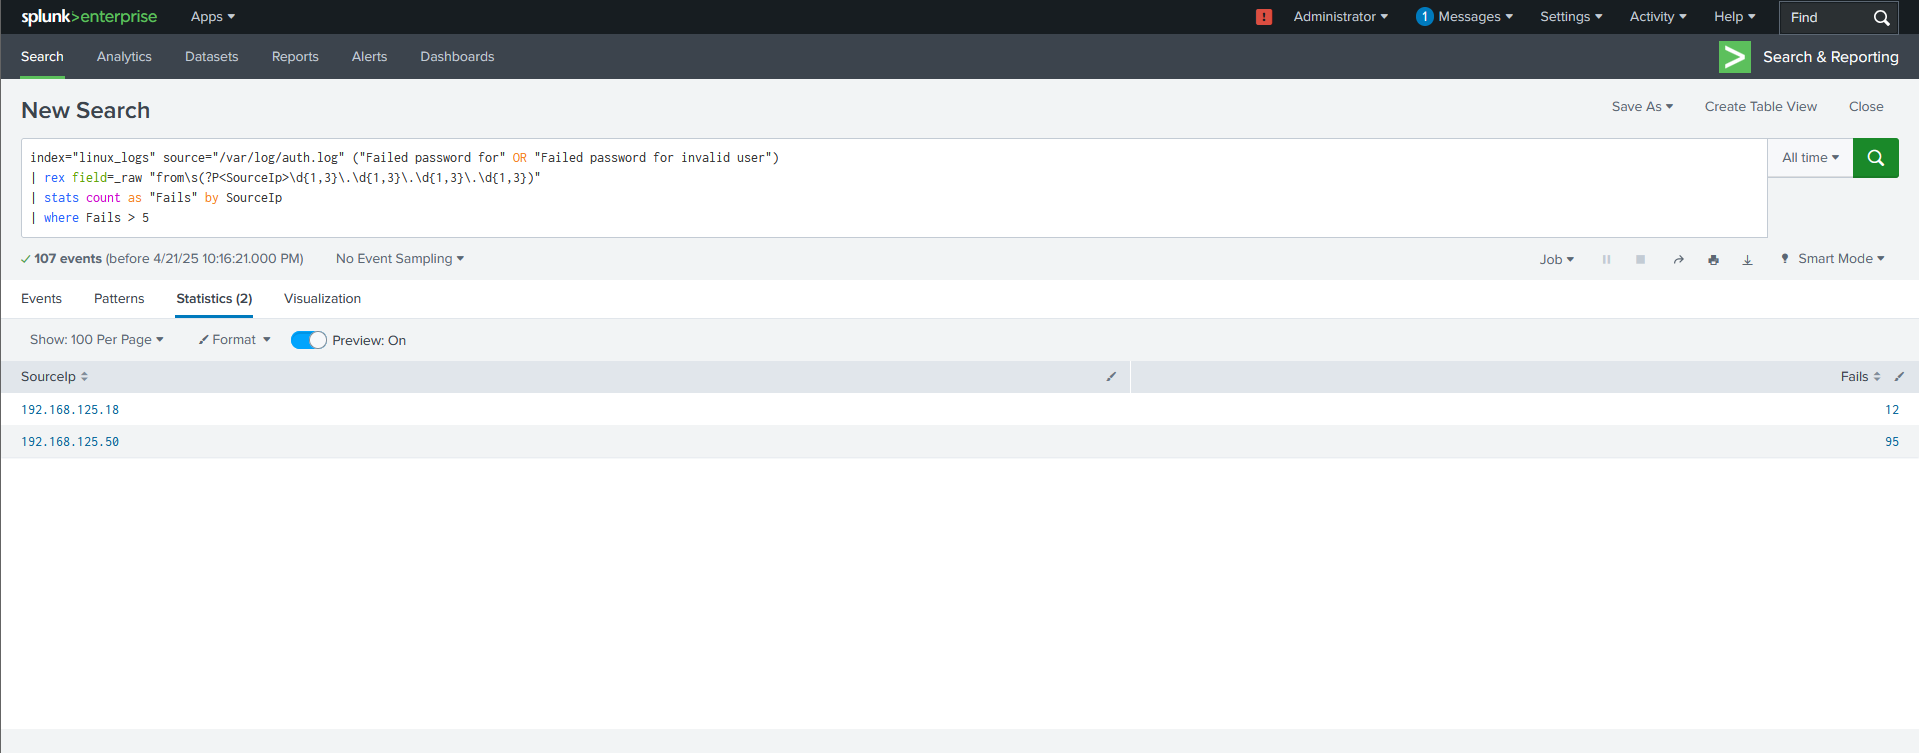 splunk>enterprise Apps Administrator 1 Messages Settings Activity Help Find
Search Analytics Datasets Reports Alerts Dashboards Search & Reporting
New Search Save As Create Table View Close
index="linux_logs" source="/var/log/auth.log" ("Failed password for" OR "Failed password for invalid user") All time
| rex field=_raw "from\s(?P<SourceIp>\d{1,3}\.\d{1,3}\.\d{1,3}\.\d{1,3})"
| stats count as "Fails" by SourceIp
| where Fails > 5
107 events (before 4/21/25 10:16:21.000 PM) No Event Sampling Job Smart Mode
Events Patterns Statistics (2) Visualization
Show: 100 Per Page Format Preview: On
SourceIp Fails
192.168.125.18 12
192.168.125.50 95